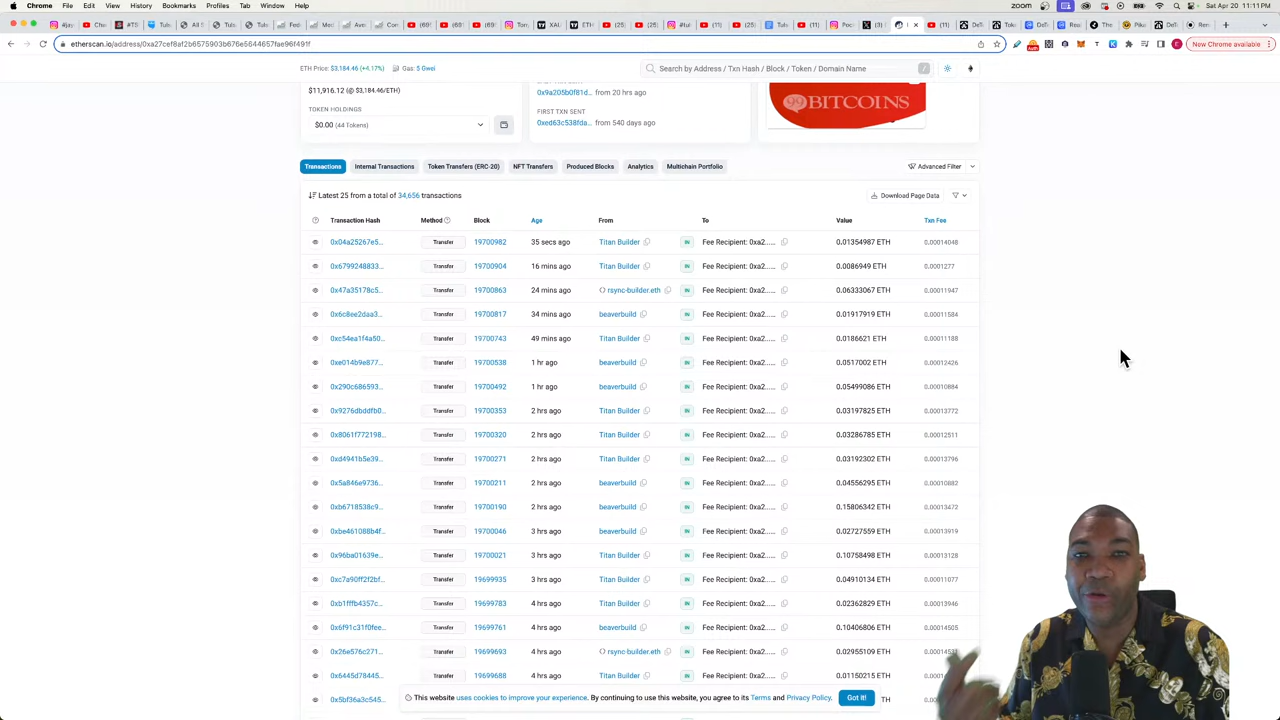 Chrome File Edit View History Bookmarks Profiles Tab Window Help zoom Sat Apr 20 11:11 PM
etherscan.io/address/0xa27cef8af2b6575903b676e5644657fae96f491f New Chrome available
ETH Price: $3,184.46 (+4.17%) Gas: 5 Gwei Search by Address / Txn Hash / Block / Token / Domain Name /
$11,916.12 (@ $3,184.46/ETH) 0x9a205b0f81d... from 20 hrs ago 99BITCOINS
TOKEN HOLDINGS FIRST TXN SENT
$0.00 (44 Tokens) 0xed63c538fda... from 540 days ago
Transactions Internal Transactions Token Transfers (ERC-20) NFT Transfers Produced Blocks Analytics Multichain Portfolio Advanced Filter
Latest 25 from a total of 34,656 transactions Download Page Data
Transaction Hash Method Block Age From To Value Txn Fee
0x04a25267e5... Transfer 19700982 35 secs ago Titan Builder IN Fee Recipient: 0xa2..... 0.01354987 ETH 0.00014048
0x6799248833... Transfer 19700904 16 mins ago Titan Builder IN Fee Recipient: 0xa2..... 0.0086949 ETH 0.0001277
0x47a35178c5... Transfer 19700863 24 mins ago rsync-builder.eth IN Fee Recipient: 0xa2..... 0.06333067 ETH 0.00011947
0x6c8ee2daa3... Transfer 19700817 34 mins ago beaverbuild IN Fee Recipient: 0xa2..... 0.01917919 ETH 0.00011584
0xc54ea1f4a50... Transfer 19700743 49 mins ago Titan Builder IN Fee Recipient: 0xa2..... 0.0186621 ETH 0.00011188
0xe014b9e877... Transfer 19700538 1 hr ago beaverbuild IN Fee Recipient: 0xa2..... 0.0517002 ETH 0.00012426
0x290c686593... Transfer 19700492 1 hr ago beaverbuild IN Fee Recipient: 0xa2..... 0.05499086 ETH 0.00010884
0x9276dbddfb0... Transfer 19700353 2 hrs ago Titan Builder IN Fee Recipient: 0xa2..... 0.03197825 ETH 0.00013772
0x8061f772198... Transfer 19700320 2 hrs ago Titan Builder IN Fee Recipient: 0xa2..... 0.03286785 ETH 0.00012511
0xd4941b5e39... Transfer 19700271 2 hrs ago Titan Builder IN Fee Recipient: 0xa2..... 0.03192302 ETH 0.00013796
0x5a846e9736... Transfer 19700211 2 hrs ago beaverbuild IN Fee Recipient: 0xa2..... 0.04556295 ETH 0.00010882
0xb6718538c9... Transfer 19700190 2 hrs ago beaverbuild IN Fee Recipient: 0xa2..... 0.15806342 ETH 0.00013472
0xbe461088b4f... Transfer 19700046 3 hrs ago beaverbuild IN Fee Recipient: 0xa2..... 0.02727559 ETH 0.00013919
0x96ba01639e... Transfer 19700021 3 hrs ago Titan Builder IN Fee Recipient: 0xa2..... 0.10758498 ETH 0.00013128
0xc7a90ff2f2bf... Transfer 19699935 3 hrs ago Titan Builder IN Fee Recipient: 0xa2..... 0.04910134 ETH 0.00011077
0xb1fffb4357c... Transfer 19699783 4 hrs ago Titan Builder IN Fee Recipient: 0xa2..... 0.02362829 ETH 0.00013946
0x6f91c31f0fee... Transfer 19699761 4 hrs ago beaverbuild IN Fee Recipient: 0xa2..... 0.10406806 ETH 0.00014505
0x26e576c271... Transfer 19699693 4 hrs ago rsync-builder.eth IN Fee Recipient: 0xa2..... 0.02955109 ETH
0x6445d78445... Transfer 19699688 4 hrs ago Titan Builder IN Fee Recipient: 0xa2..... 0.01150215 ETH
0x5bf36a3c545... This website uses cookies to improve your experience. By continuing to use this website, you agree to its Terms and Privacy Policy. Got it! TH